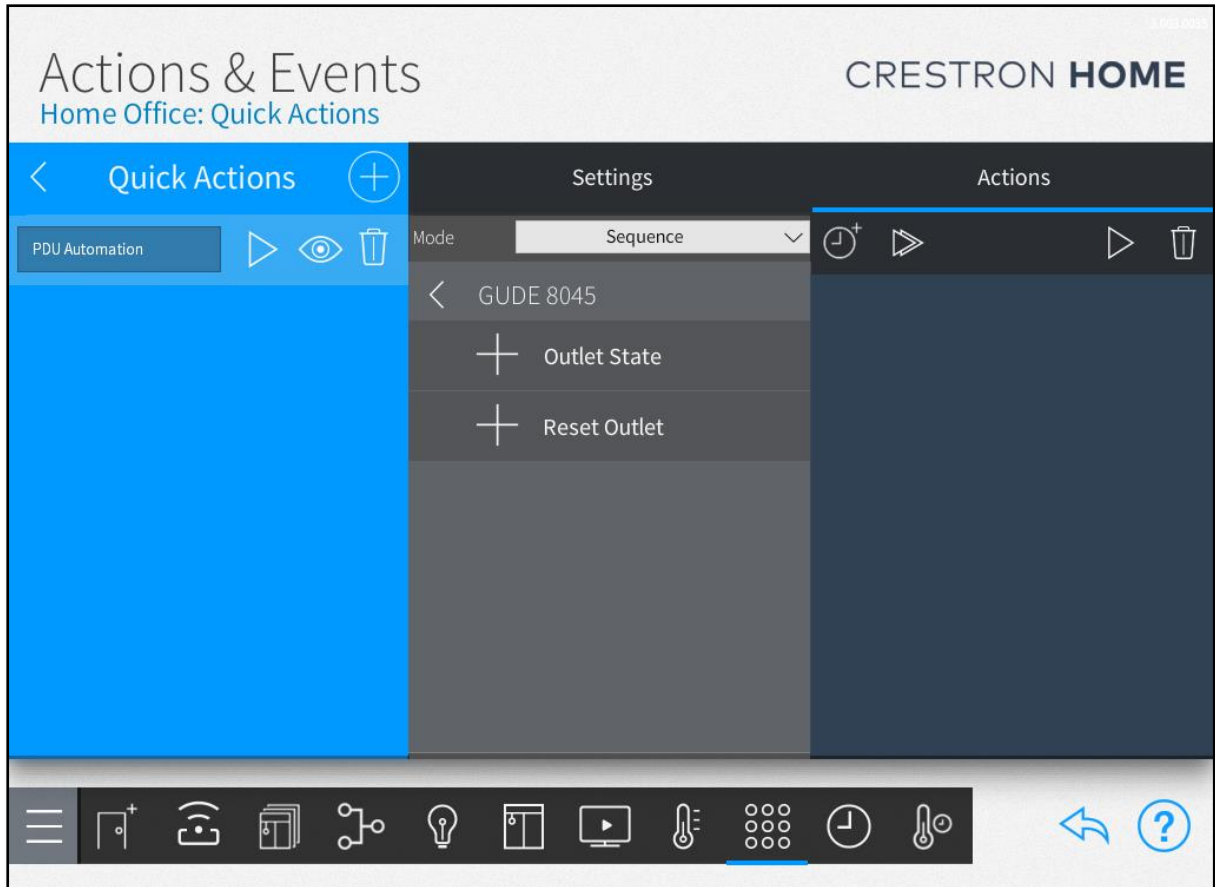 Actions & Events
CRESTRON HOME
Home Office: Quick Actions
Quick Actions
Settings
Actions
PDU Automation
Mode
Sequence
GUDE 8045
Outlet State
Reset Outlet
?